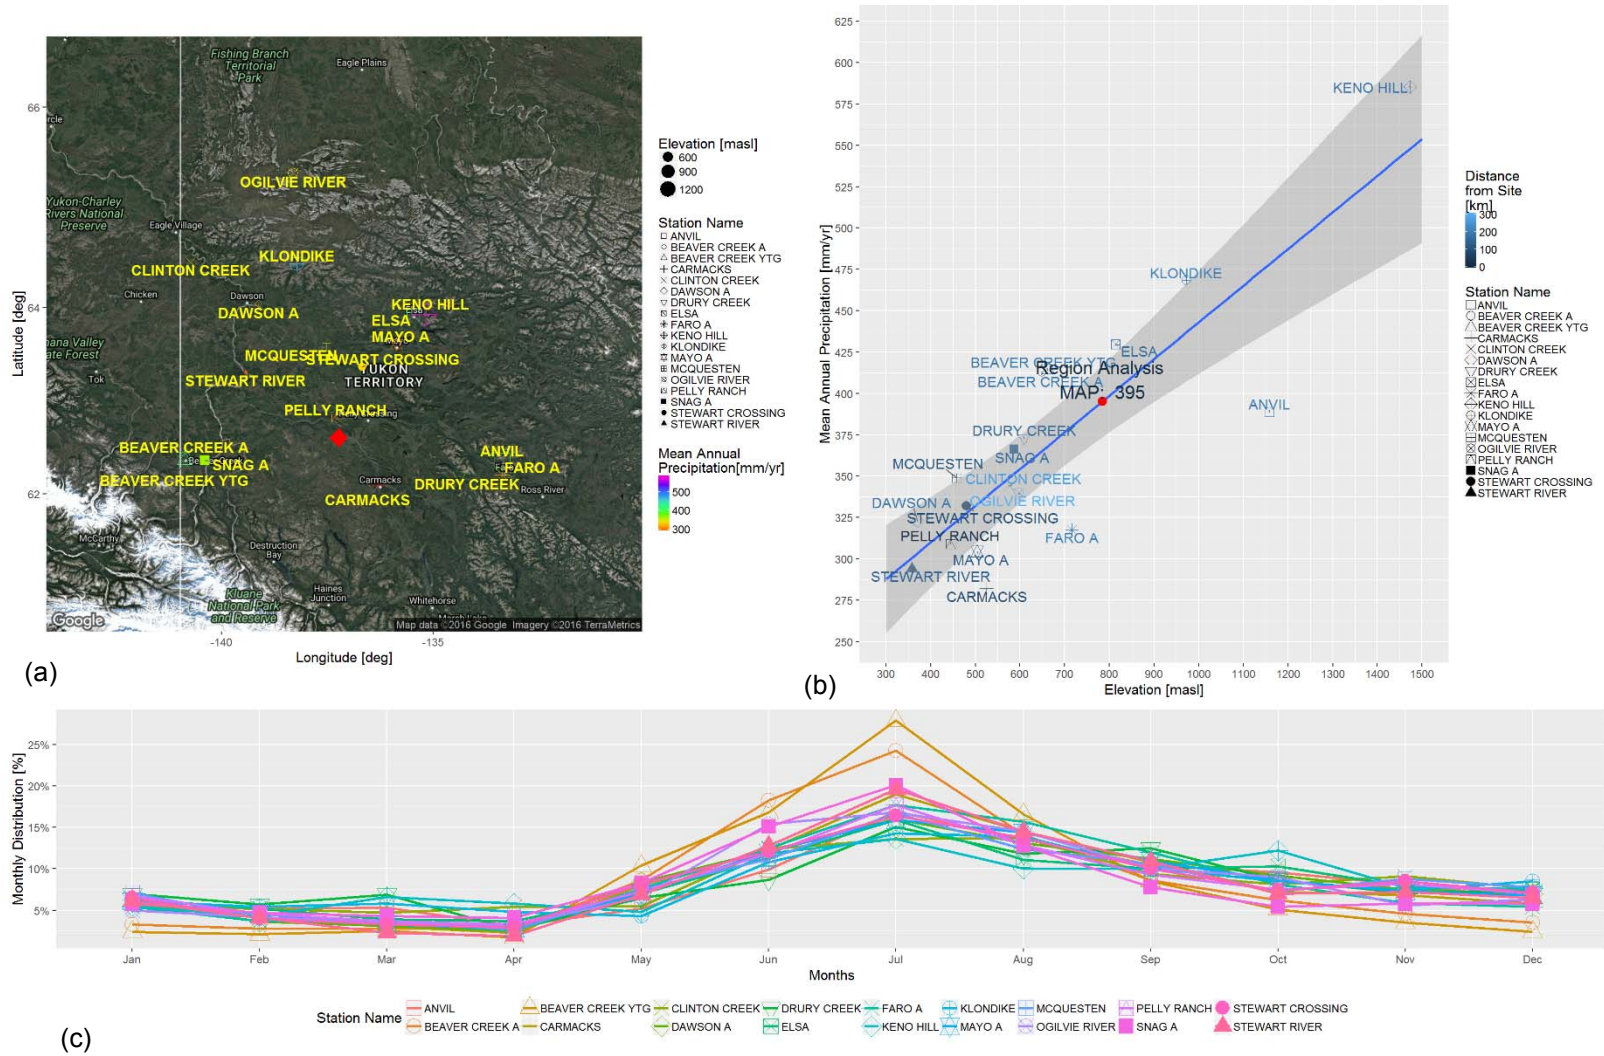 Fishing Branch
Territorial
Park
Eagle Plains
66
OGILVIE RIVER
Yukon-Charley
Rivers National
Preserve
Eagle Village
KLONDIKE
CLINTON CREEK
Chicken
Dawson
DAWSON A
KENO HILL
ELSA
MAYO A
64
MCQUESTEN
STEWART CROSSING
YUKON
TERRITORY
STEWART RIVER
ate Forest
Tok
PELLY RANCH
BEAVER CREEK A
SNAG A
BEAVER CREEK YTG
ANVIL
FARO A
DRURY CREEK
Ross River
Carmacks
CARMACKS
62
McCarthy
Destruction
Bay
Kluane
National Park
and Reserve
Haines
Junction
Whitehorse
Google
Map data ©2016 Google Imagery ©2016 TerraMetrics
-140
-135
Longitude [deg]
Latitude [deg]
(a)
Elevation [masl]
600
900
1200
Station Name
ANVIL
BEAVER CREEK A
BEAVER CREEK YTG
CARMACKS
CLINTON CREEK
DAWSON A
DRURY CREEK
ELSA
FARO A
KENO HILL
KLONDIKE
MAYO A
MCQUESTEN
OGILVIE RIVER
PELLY RANCH
SNAG A
STEWART CROSSING
STEWART RIVER
Mean Annual
Precipitation[mm/yr]
500
400
300
Mean Annual Precipitation [mm/yr]
625
600
575
550
525
500
475
450
425
400
375
350
325
300
275
250
KENO HILL
KLONDIKE
ELSA
BEAVER CREEK YTG
Region Analysis
BEAVER CREEK A
MAP: 395
ANVIL
DRURY CREEK
SNAG A
MCQUESTEN
CLINTON CREEK
DAWSON A
OGILVIE RIVER
STEWART CROSSING
PELLY RANCH
FARO A
MAYO A
STEWART RIVER
CARMACKS
300 400 500 600 700 800 900 1000 1100 1200 1300 1400 1500
Elevation [masl]
(b)
Distance
from Site
[km]
300
200
100
0
Station Name
ANVIL
BEAVER CREEK A
BEAVER CREEK YTG
CARMACKS
CLINTON CREEK
DAWSON A
DRURY CREEK
ELSA
FARO A
KENO HILL
KLONDIKE
MAYO A
MCQUESTEN
OGILVIE RIVER
PELLY RANCH
SNAG A
STEWART CROSSING
STEWART RIVER
Monthly Distribution [%]
25%
20%
15%
10%
5%
Jan Feb Mar Apr May Jun Jul Aug Sep Oct Nov Dec
Months
Station Name
ANVIL BEAVER CREEK YTG CLINTON CREEK DRURY CREEK FARO A KLONDIKE MCQUESTEN PELLY RANCH STEWART CROSSING
BEAVER CREEK A CARMACKS DAWSON A ELSA KENO HILL MAYO A OGILVIE RIVER SNAG A STEWART RIVER
(c)